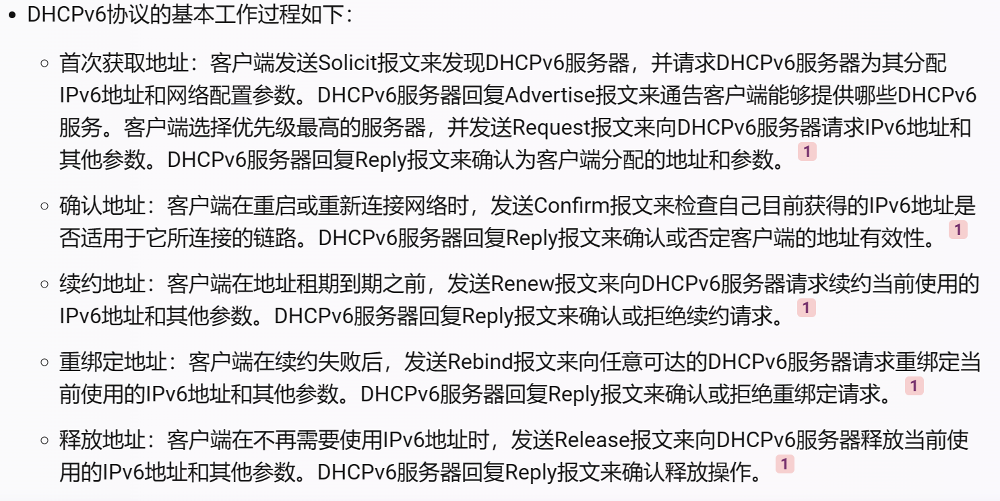 DHCPv6协议的基本工作过程如下：
首次获取地址：客户端发送Solicit报文来发现DHCPv6服务器，并请求DHCPv6服务器为其分配
IPv6地址和网络配置参数。DHCPv6服务器回复Advertise报文来通告客户端能够提供哪些DHCPv6
服务。客户端选择优先级最高的服务器，并发送Request报文来向DHCPv6服务器请求IPv6地址和
其他参数。DHCPv6服务器回复Reply报文来确认为客户端分配的地址和参数。 1
确认地址：客户端在重启或重新连接网络时，发送Confirm报文来检查自己目前获得的IPv6地址是
否适用于它所连接的链路。DHCPv6服务器回复Reply报文来确认或否定客户端的地址有效性。 1
续约地址：客户端在地址租期到期之前，发送Renew报文来向DHCPv6服务器请求续约当前使用的
IPv6地址和其他参数。DHCPv6服务器回复Reply报文来确认或拒绝续约请求。 1
重绑定地址：客户端在续约失败后，发送Rebind报文来向任意可达的DHCPv6服务器请求重绑定当
前使用的IPv6地址和其他参数。DHCPv6服务器回复Reply报文来确认或拒绝重绑定请求。 1
释放地址：客户端在不再需要使用IPv6地址时，发送Release报文来向DHCPv6服务器释放当前使
用的IPv6地址和其他参数。DHCPv6服务器回复Reply报文来确认释放操作。 1